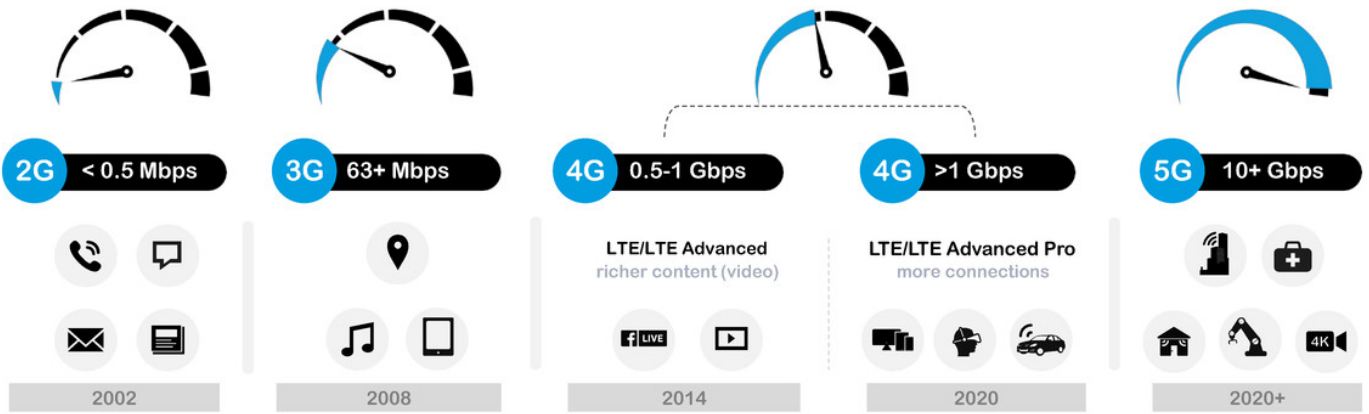 2G < 0.5 Mbps
3G 63+ Mbps
4G 0.5-1 Gbps
4G >1 Gbps
5G 10+ Gbps
LTE/LTE Advanced
richer content (video)
LTE/LTE Advanced Pro
more connections
f LIVE
4K
2002
2008
2014
2020
2020+